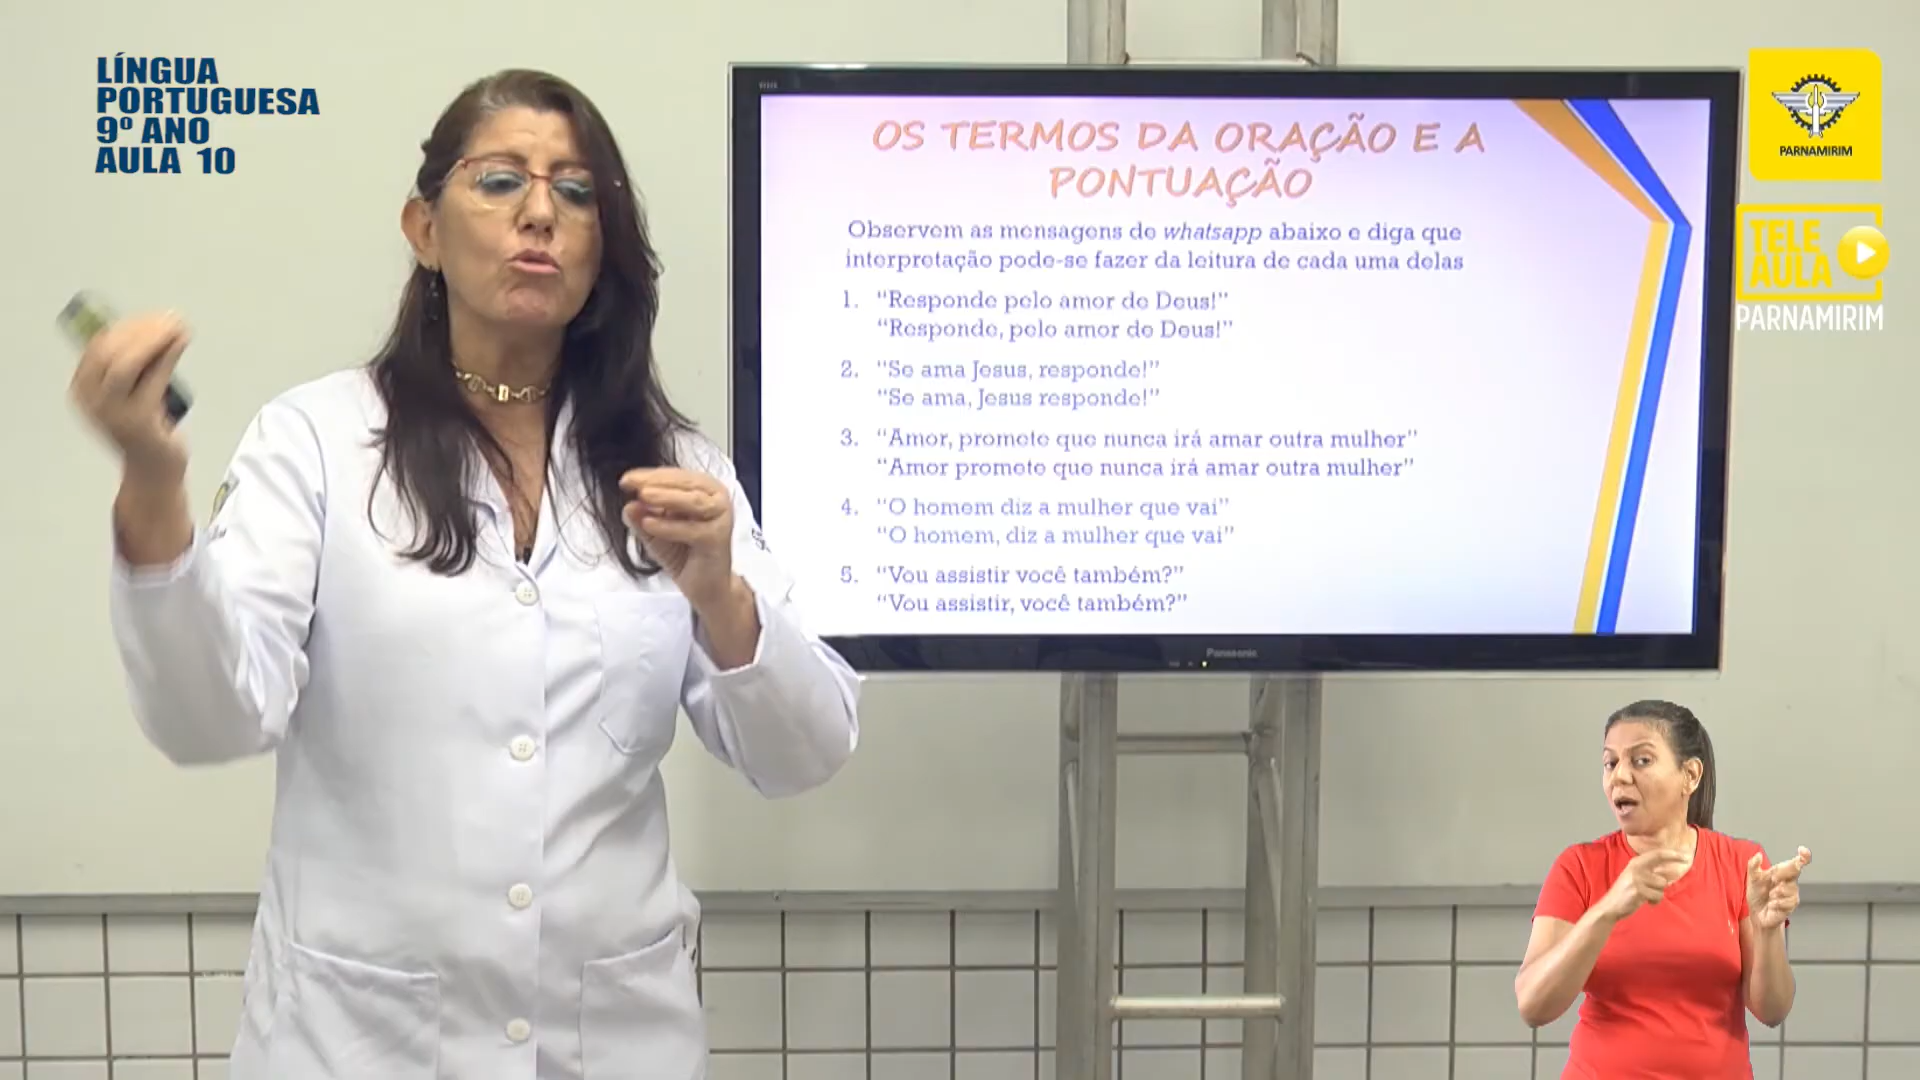 LÍNGUA
PORTUGUESA
9º ANO
AULA 10
OS TERMOS DA ORAÇÃO E A
PONTUAÇÃO
Observem as mensagens de whatsapp abaixo e diga que
interpretação pode-se fazer da leitura de cada uma delas
1. “Responde pelo amor de Deus!”
“Responde, pelo amor de Deus!”
2. “Se ama Jesus, responde!”
“Se ama, Jesus responde!”
3. “Amor, promete que nunca irá amar outra mulher”
“Amor promete que nunca irá amar outra mulher”
4. “O homem diz a mulher que vai”
“O homem, diz a mulher que vai”
5. “Vou assistir você também?”
“Vou assistir, você também?”
Panasonic
PARNAMIRIM
TELE
AULA
PARNAMIRIM